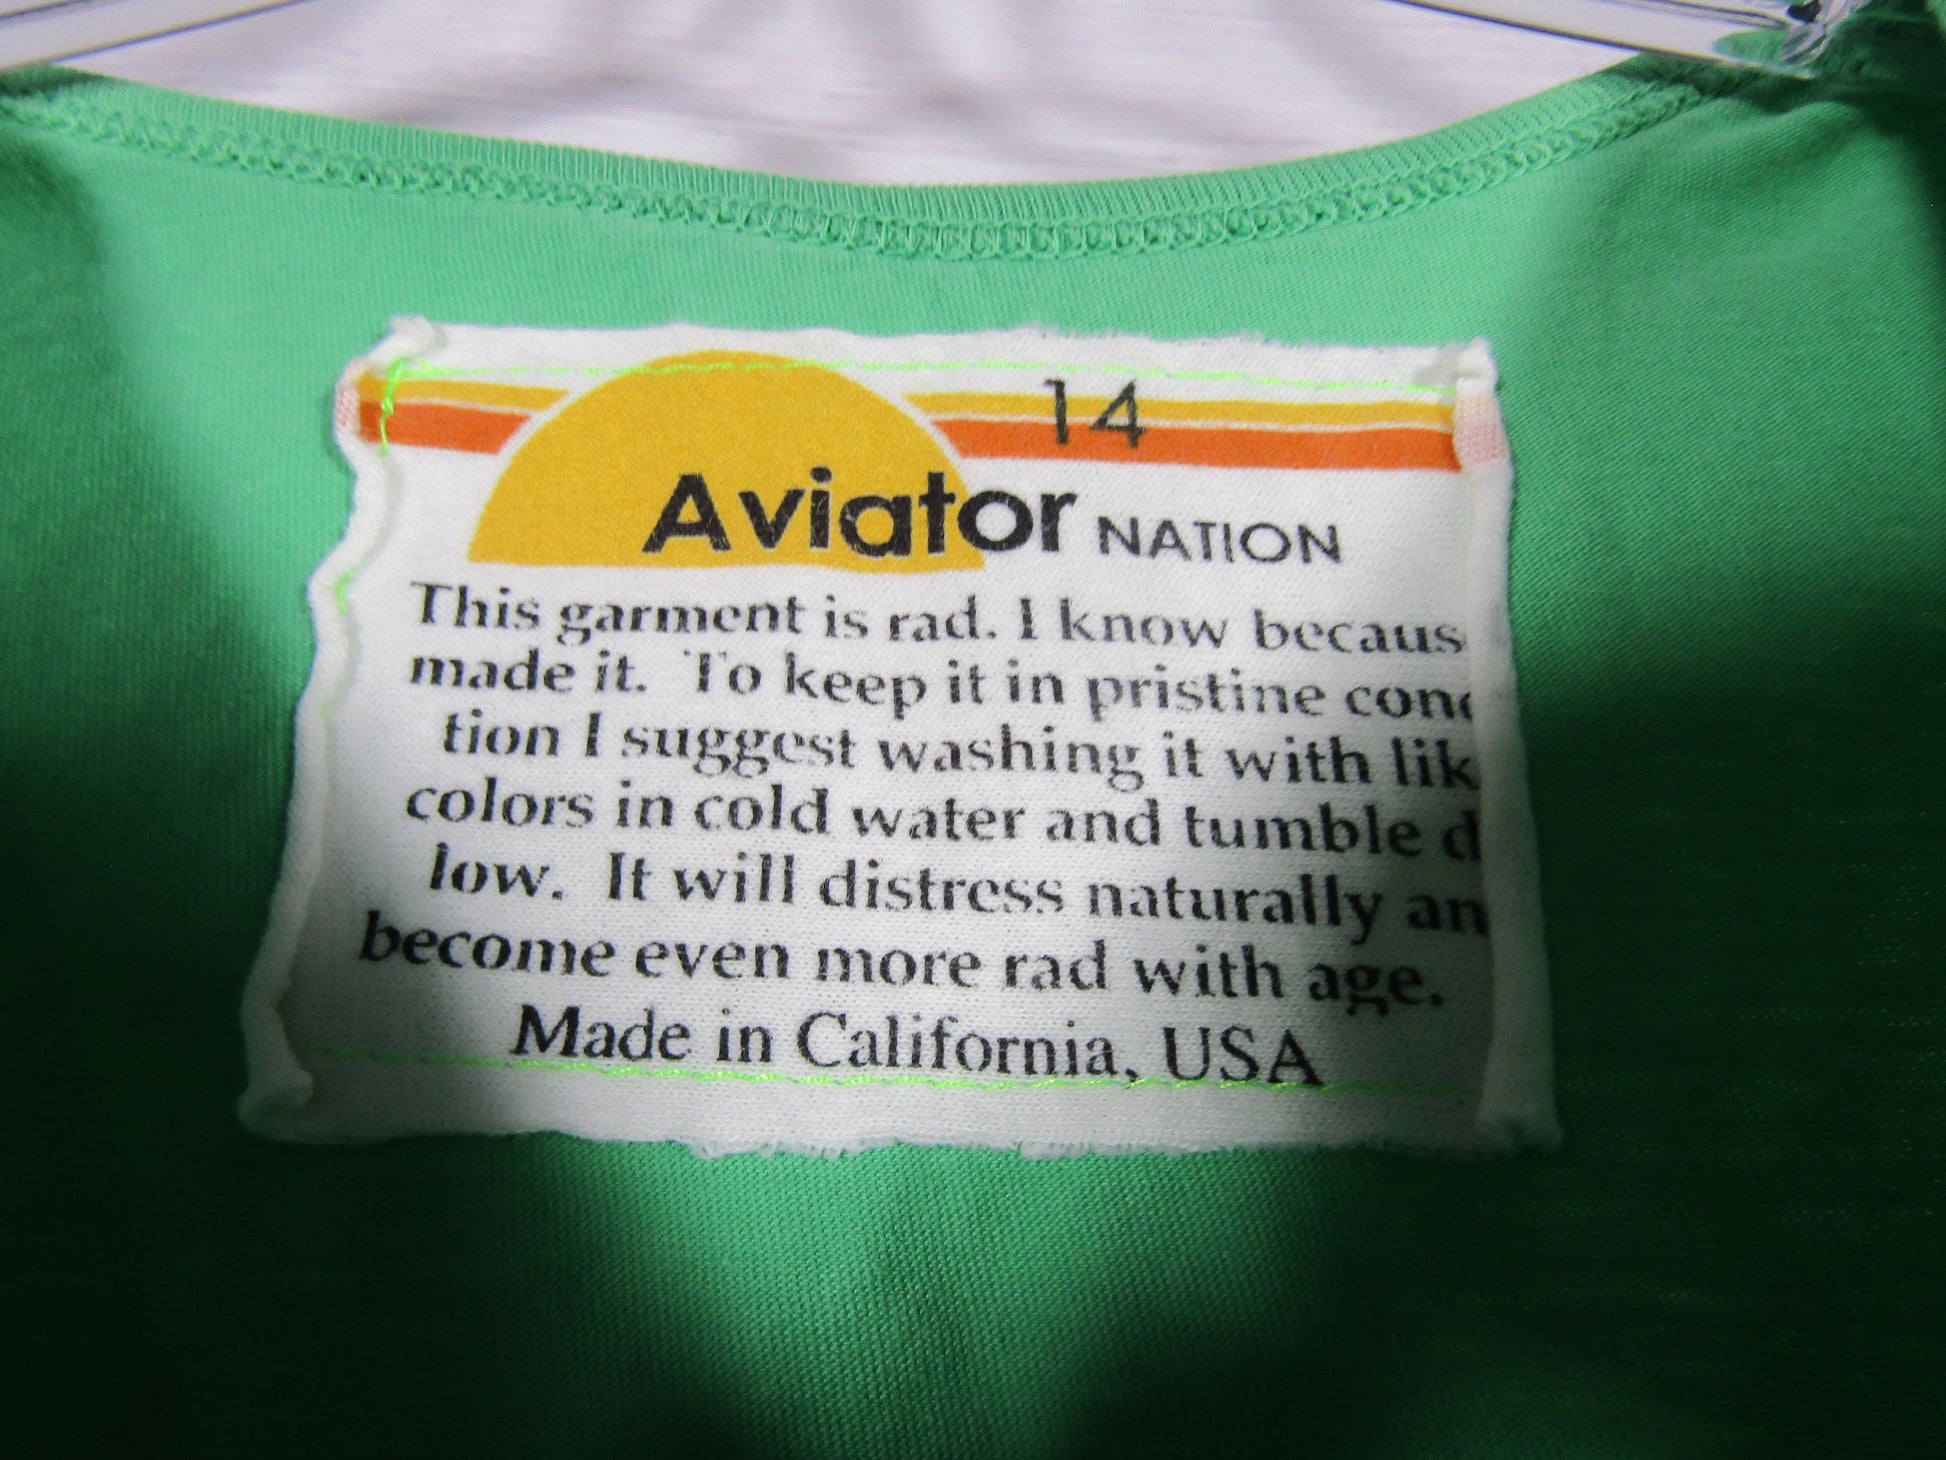 14
Aviator NATION
This garment is rad. I know becaus
made it. To keep it in pristine con
tion I suggest washing it with lik
colors in cold water and tumble d
low. It will distress naturally an
become even more rad with age.
Made in California, USA